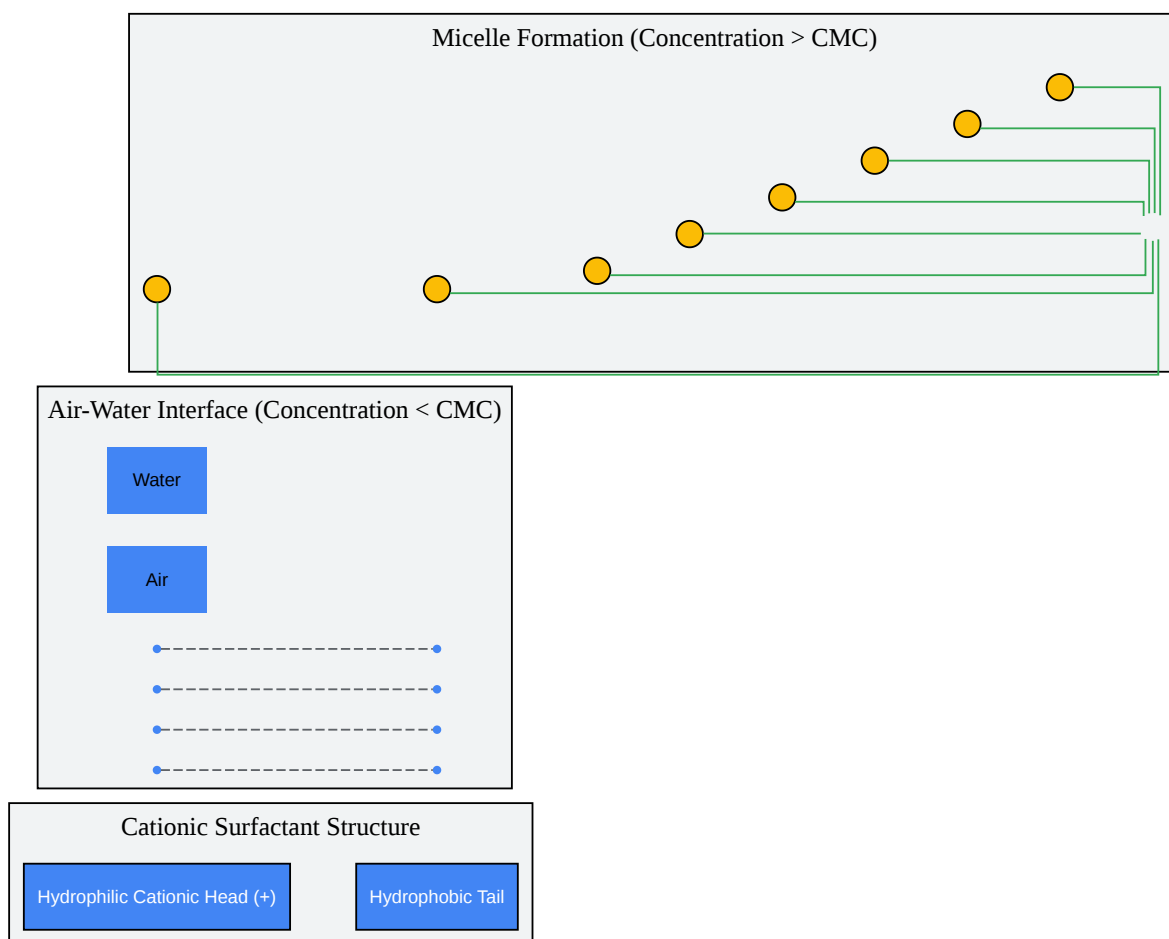 Micelle Formation (Concentration > CMC)
Air-Water Interface (Concentration < CMC)
Water
Air
Cationic Surfactant Structure
Hydrophilic Cationic Head (+)
Hydrophobic Tail